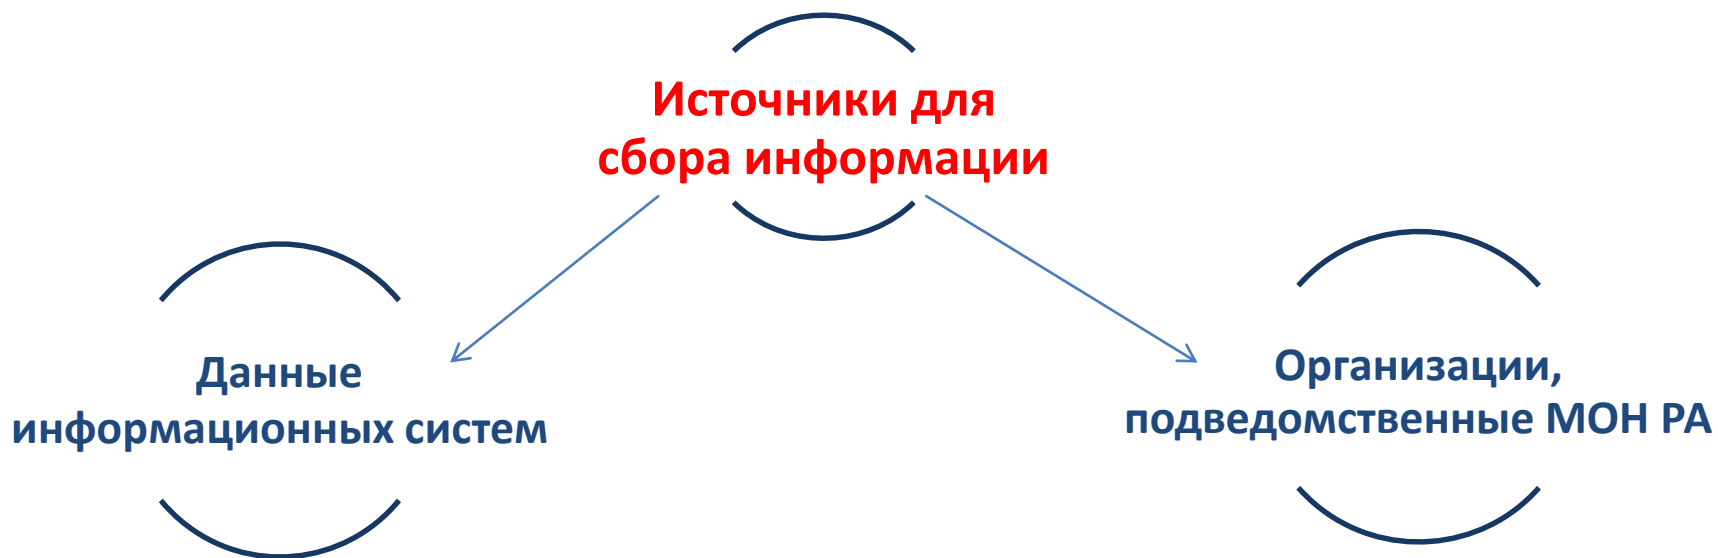 Источники для
сбора информации
Данные
информационных систем
Организации,
подведомственные МОН РА